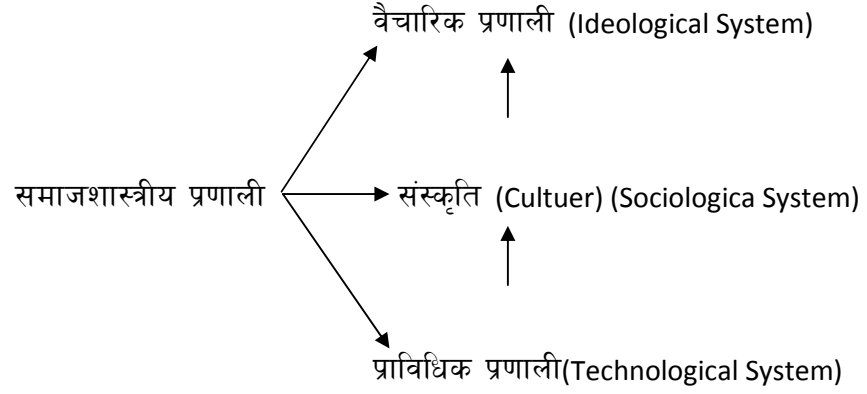 वैचारिक प्रणाली (Ideological System)
समाजशास्त्रीय प्रणाली
संस्कृति (Cultuer) (Sociologica System)
प्राविधिक प्रणाली(Technological System)